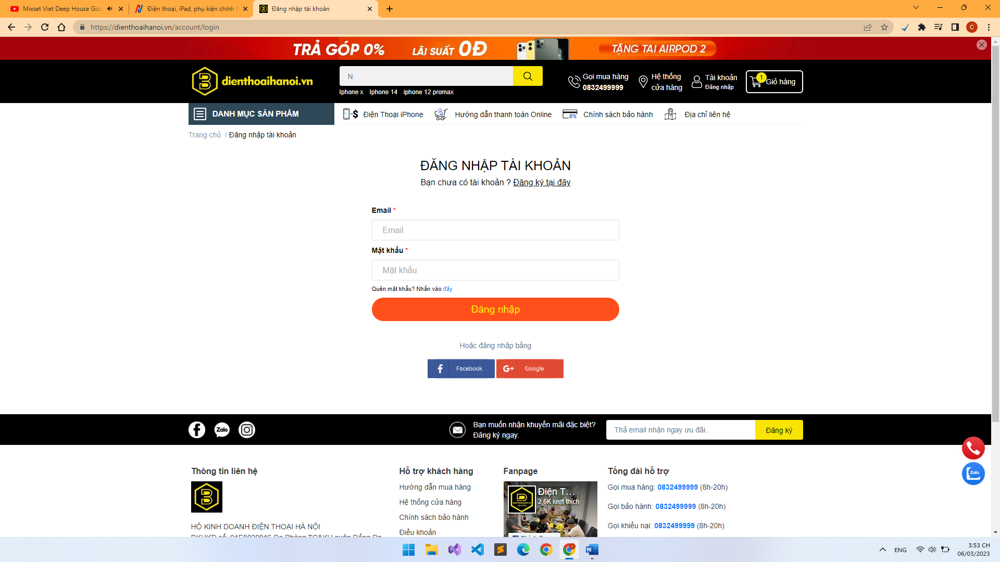 Mixset Viet Deep House Goo
Điện thoại, iPad, phụ kiện chính h
Đăng nhập tài khoản
https://dienthoaihanoi.vn/account/login
C
TRẢ GÓP 0% LÃI SUẤT 0Đ TẶNG TAI AIRPOD 2
dienthoaihanoi.vn
N
Iphone x Iphone 14 iphone 12 promax
Gọi mua hàng
0832499999
Hệ thống
cửa hàng
Tài khoản
Đăng nhập
1
Giỏ hàng
DANH MỤC SẢN PHẨM
Điện Thoại iPhone
Hướng dẫn thanh toán Online
0%
Chính sách bảo hành
Địa chỉ liên hệ
Trang chủ / Đăng nhập tài khoản
ĐĂNG NHẬP TÀI KHOẢN
Bạn chưa có tài khoản ? Đăng ký tại đây
Email *
Email
Mật khẩu *
Mật khẩu
Quên mật khẩu? Nhấn vào đây
Đăng nhập
Hoặc đăng nhập bằng
Facebook
G+ Google
Zalo
Bạn muốn nhận khuyến mãi đặc biệt?
Đăng ký ngay.
Thả email nhận ngay ưu đãi..
Đăng ký
Zalo
Thông tin liên hệ
HỘ KINH DOANH ĐIỆN THOẠI HÀ NỘI
Hỗ trợ khách hàng
Hướng dẫn mua hàng
Hệ thống cửa hàng
Chính sách bảo hành
Điều khoản
Fanpage
Điện T...
2,6K lượt thích
Tổng đài hỗ trợ
Gọi mua hàng: 0832499999 (8h-20h)
Gọi bảo hành: 0832499999 (8h-20h)
Gọi khiếu nại: 0832499999 (8h-20h)
ENG
3:53 CH
06/03/2023